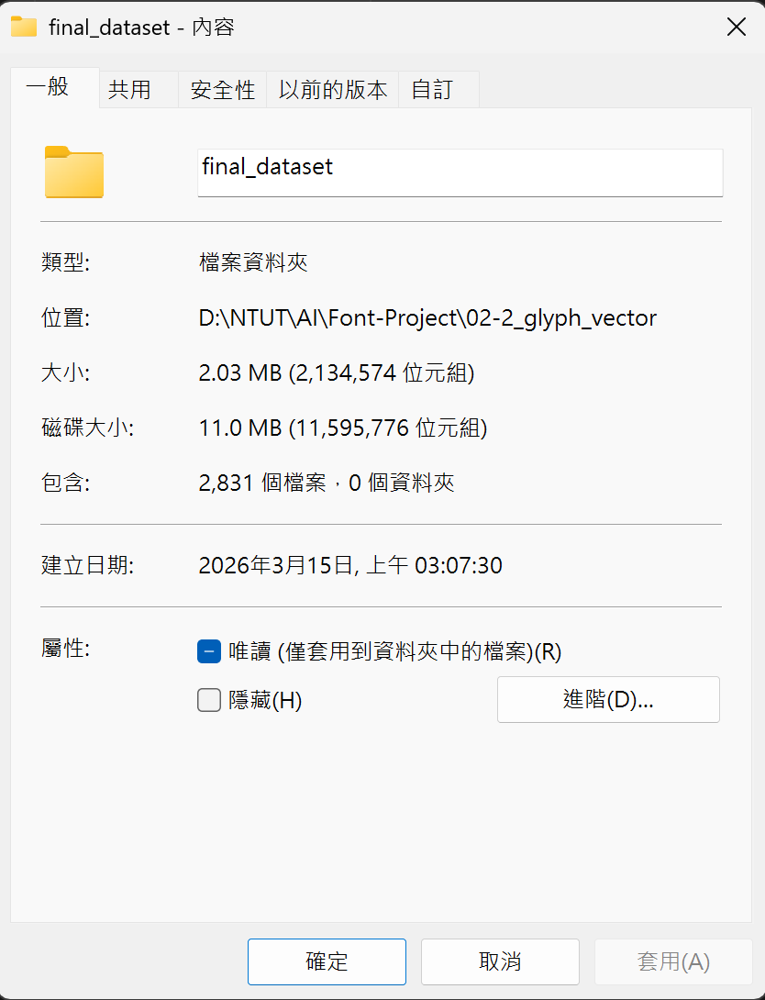 final_dataset - 內容
一般 共用 安全性 以前的版本 自訂
final_dataset
類型: 檔案資料夾
位置: D:\NTUT\AI\Font-Project\02-2_glyph_vector
大小: 2.03 MB (2,134,574 位元組)
磁碟大小: 11.0 MB (11,595,776 位元組)
包含: 2,831 個檔案，0 個資料夾
建立日期: 2026年3月15日, 上午 03:07:30
屬性: 唯讀 (僅套用到資料夾中的檔案)(R)
隱藏(H) 進階(D)...
確定 取消 套用(A)